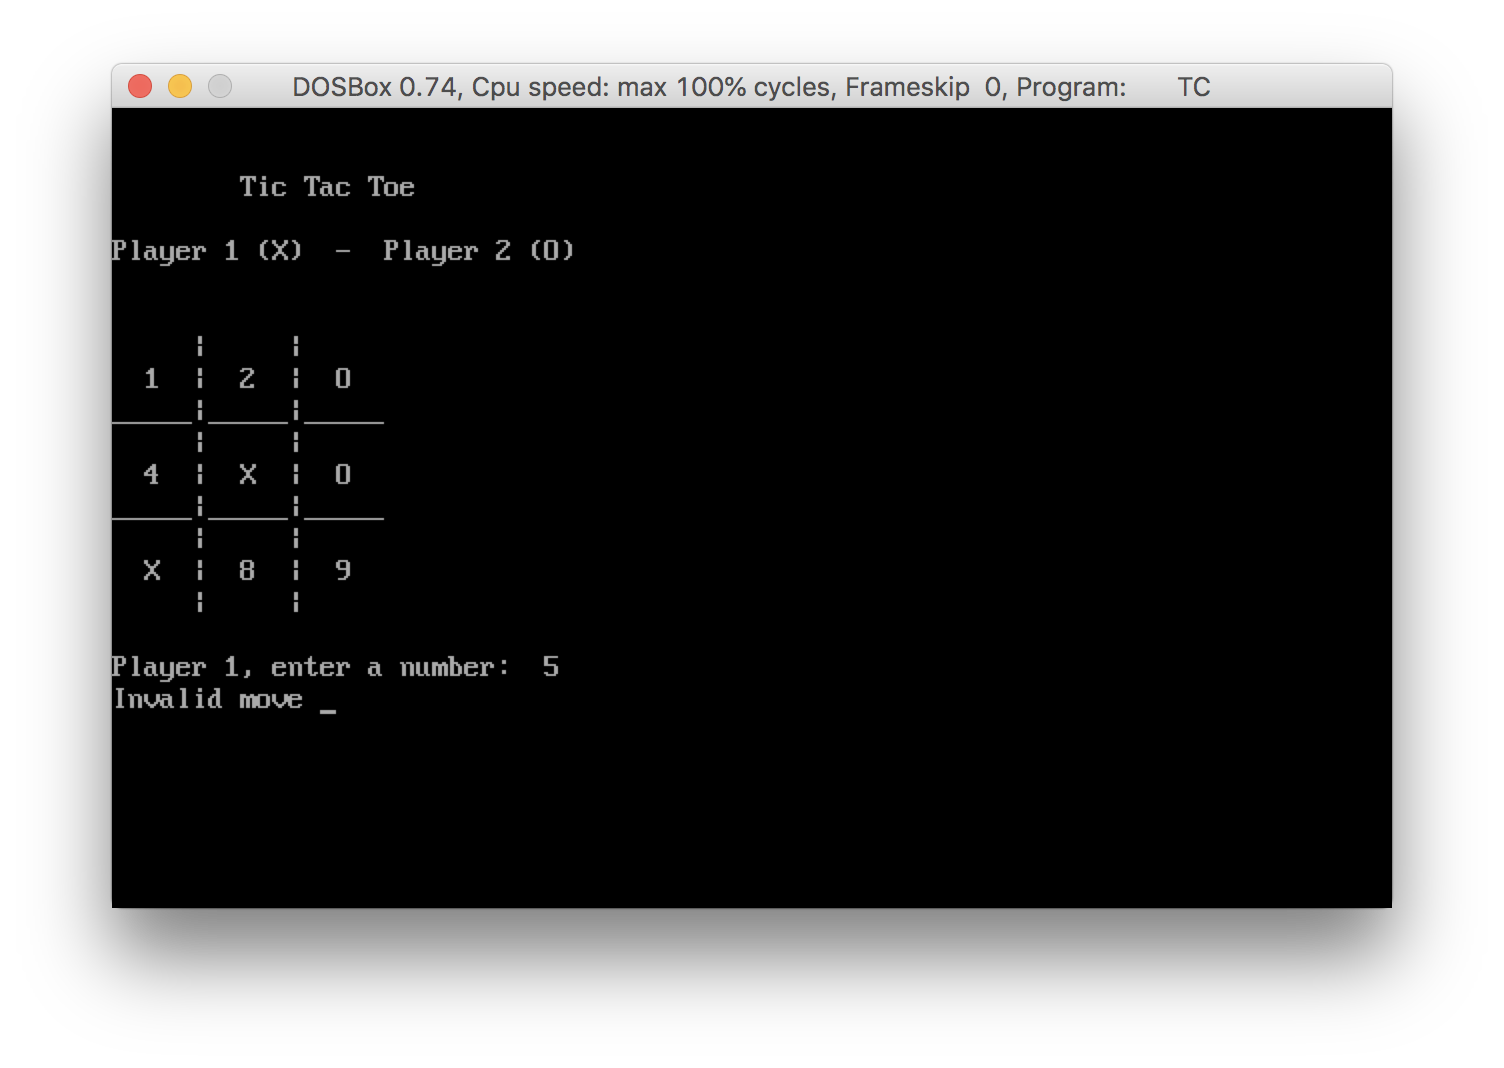 DOSBox 0.74, Cpu speed: max 100% cycles, Frameskip 0, Program: TC
Tic Tac Toe
Player 1 (X) - Player 2 (O)
1 ¦ 2 ¦ O
4 ¦ X ¦ O
X ¦ 8 ¦ 9
Player 1, enter a number: 5
Invalid move _